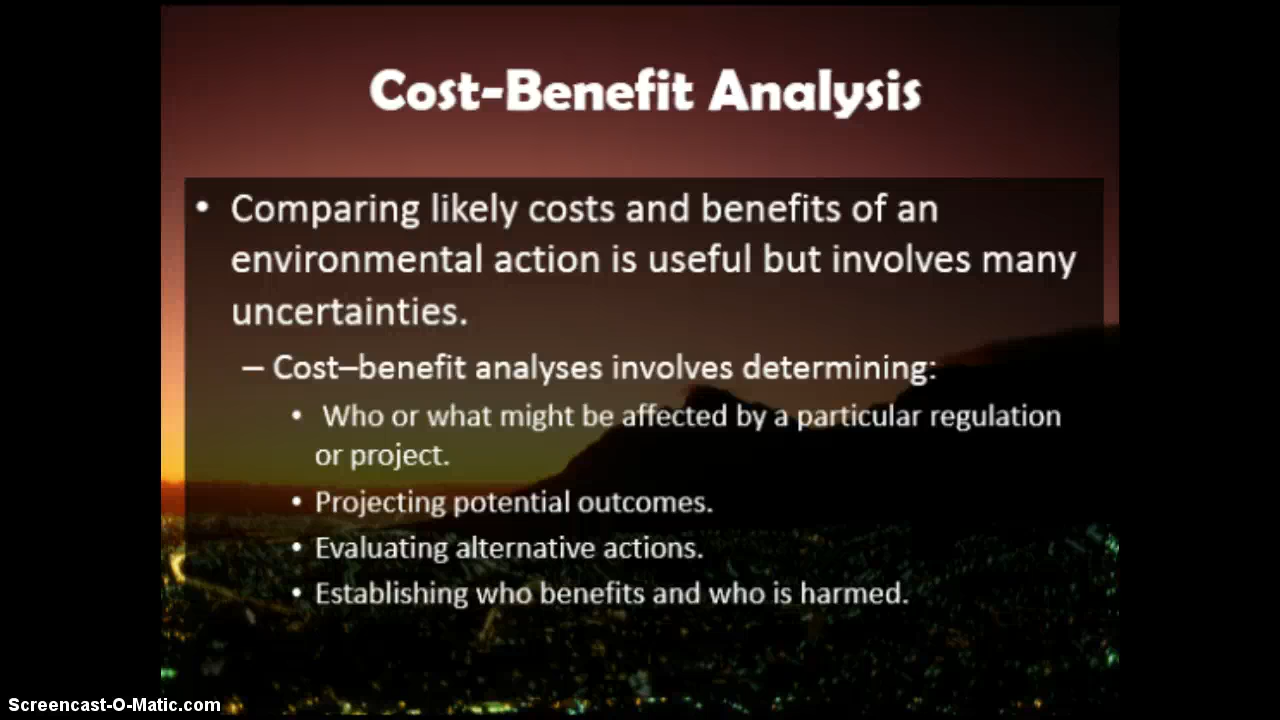 Cost-Benefit Analysis
• Comparing likely costs and benefits of an
environmental action is useful but involves many
uncertainties.
– Cost–benefit analyses involves determining:
• Who or what might be affected by a particular regulation
or project.
• Projecting potential outcomes.
• Evaluating alternative actions.
• Establishing who benefits and who is harmed.
Screencast-O-Matic.com